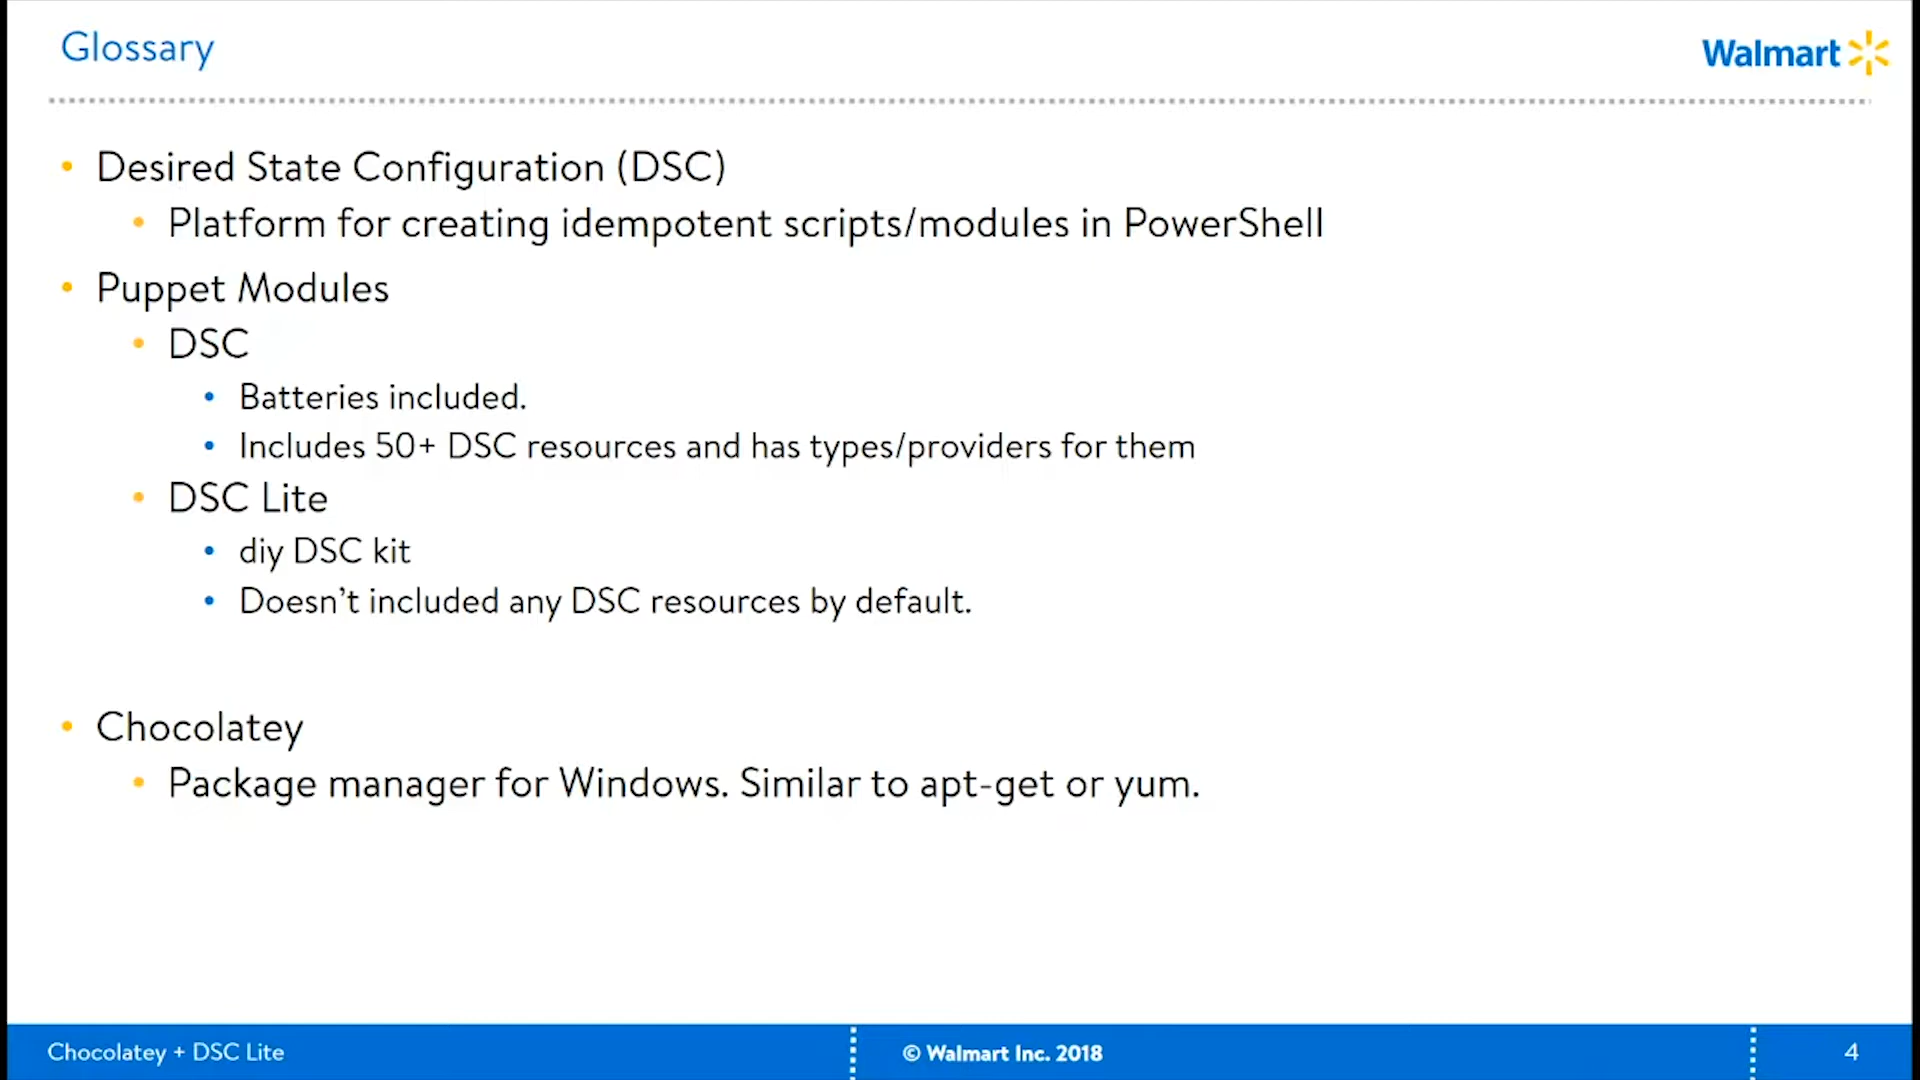 Glossary
Walmart
• Desired State Configuration (DSC)
• Platform for creating idempotent scripts/modules in PowerShell
• Puppet Modules
• DSC
• Batteries included.
• Includes 50+ DSC resources and has types/providers for them
• DSC Lite
• diy DSC kit
• Doesn’t included any DSC resources by default.
• Chocolatey
• Package manager for Windows. Similar to apt-get or yum.
Chocolatey + DSC Lite
© Walmart Inc. 2018
4